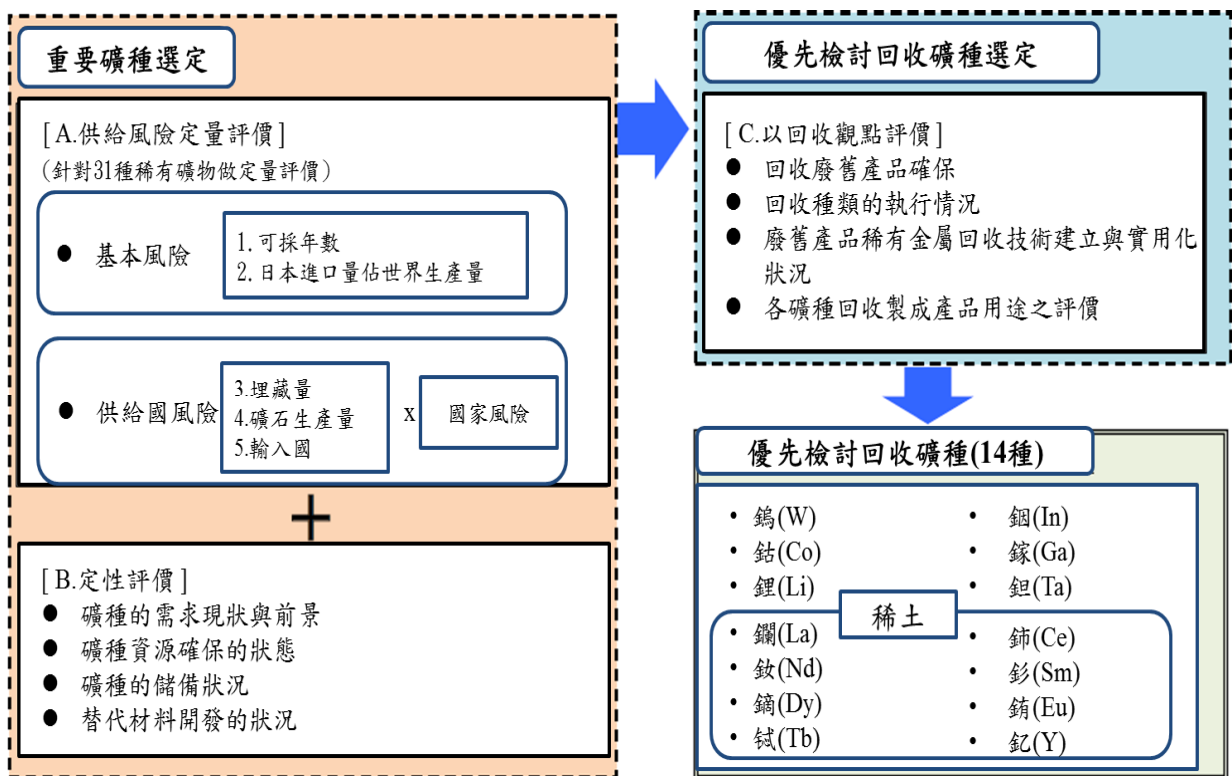 重要礦種選定
[A.供給風險定量評價]
(針對31種稀有礦物做定量評價)
● 基本風險
1.可採年數
2.日本進口量佔世界生產量
● 供給國風險
3.埋藏量
4.礦石生產量
5.輸入國
x
國家風險
+
[B.定性評價]
● 礦種的需求現狀與前景
● 礦種資源確保的狀態
● 礦種的儲備狀況
● 替代材料開發的狀況
優先檢討回收礦種選定
[C.以回收觀點評價]
● 回收廢舊產品確保
● 回收種類的執行情況
● 廢舊產品稀有金屬回收技術建立與實用化
狀況
● 各礦種回收製成產品用途之評價
優先檢討回收礦種(14種)
• 鎢(W)
• 鈷(Co)
• 鋰(Li)
• 銦(In)
• 鎵(Ga)
• 鉭(Ta)
稀土
• 鑭(La)
• 釹(Nd)
• 鏑(Dy)
• 铽(Tb)
• 鈰(Ce)
• 釤(Sm)
• 銪(Eu)
• 釔(Y)